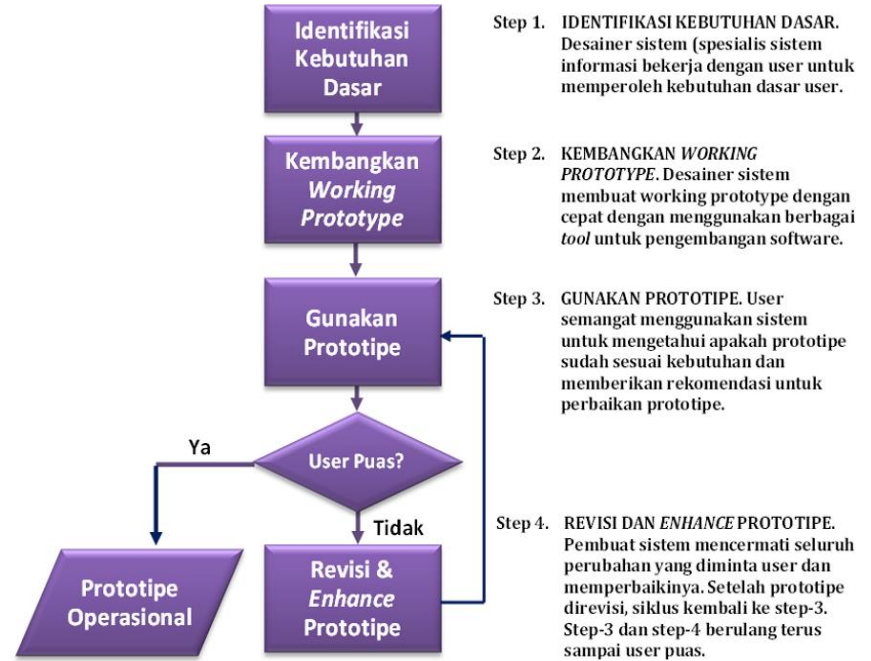 Identifikasi
Kebutuhan
Dasar
Step 1. IDENTIFIKASI KEBUTUHAN DASAR.
Desainer sistem (spesialis sistem
informasi bekerja dengan user untuk
memperoleh kebutuhan dasar user.
Kembangkan
Working
Prototype
Step 2. KEMBANGKAN WORKING
PROTOTYPE. Desainer sistem
membuat working prototype dengan
cepat dengan menggunakan berbagai
tool untuk pengembangan software.
Gunakan
Prototipe
Step 3. GUNAKAN PROTOTIPE. User
semangat menggunakan sistem
untuk mengetahui apakah prototipe
sudah sesuai kebutuhan dan
memberikan rekomendasi untuk
perbaikan prototipe.
User Puas?
Ya
Tidak
Prototipe
Operasional
Revisi &
Enhance
Prototipe
Step 4. REVISI DAN ENHANCE PROTOTIPE.
Pembuat sistem mencermati seluruh
perubahan yang diminta user dan
memperbaikinya. Setelah prototipe
direvisi, siklus kembali ke step-3.
Step-3 dan step-4 berulang terus
sampai user puas.